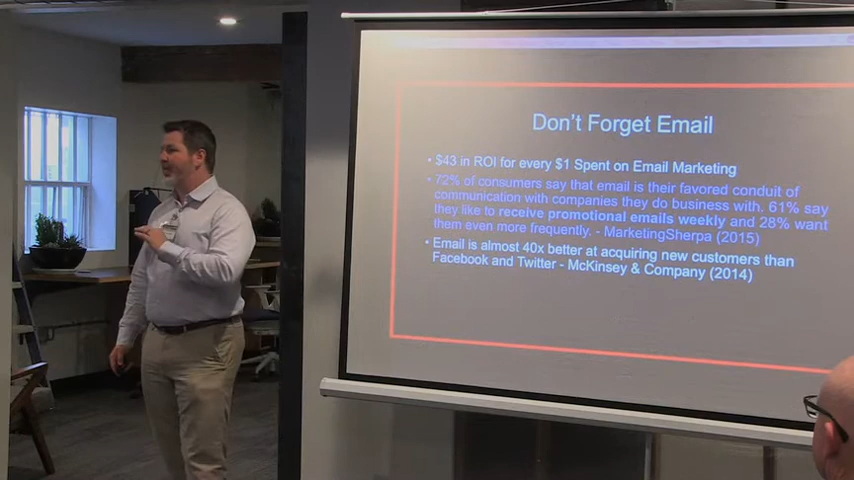 Don't Forget Email
• $43 in ROI for every $1 Spent on Email Marketing
• 72% of consumers say that email is their favored conduit of
communication with companies they do business with. 61% say
they like to receive promotional emails weekly and 28% want
them even more frequently. - MarketingSherpa (2015)
• Email is almost 40x better at acquiring new customers than
Facebook and Twitter - McKinsey & Company (2014)